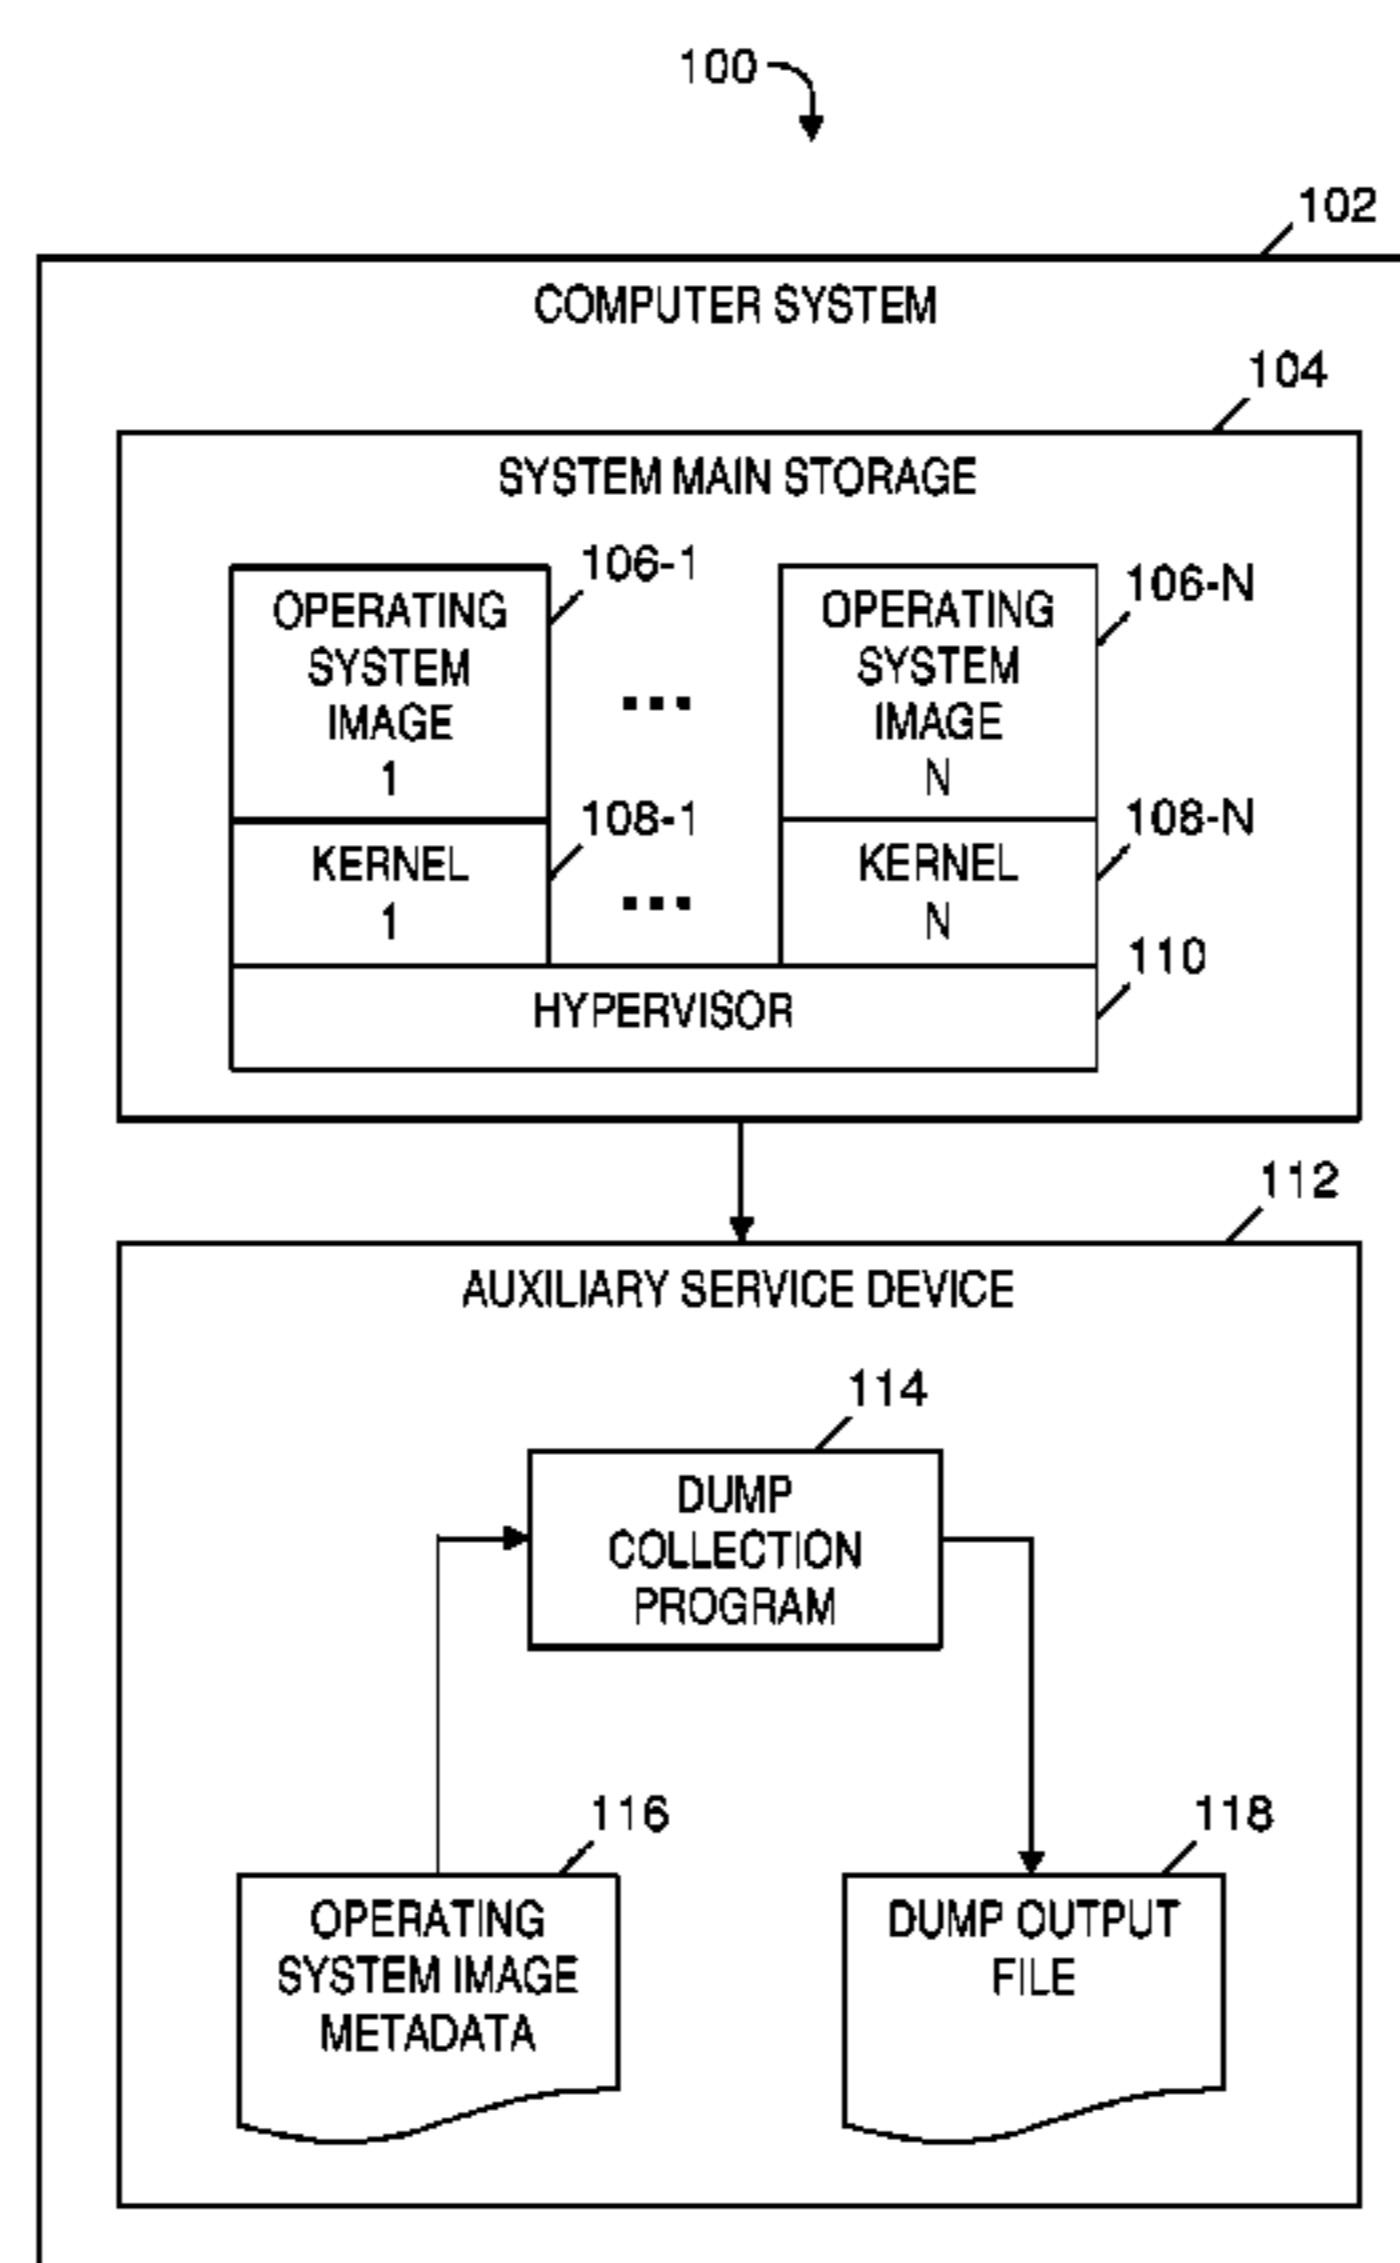 100
102
COMPUTER SYSTEM
104
SYSTEM MAIN STORAGE
106-1
OPERATING
SYSTEM
IMAGE
1
106-N
OPERATING
SYSTEM
IMAGE
N
108-1
KERNEL
1
108-N
KERNEL
N
110
HYPERVISOR
112
AUXILIARY SERVICE DEVICE
114
DUMP
COLLECTION
PROGRAM
116
OPERATING
SYSTEM IMAGE
METADATA
118
DUMP OUTPUT
FILE